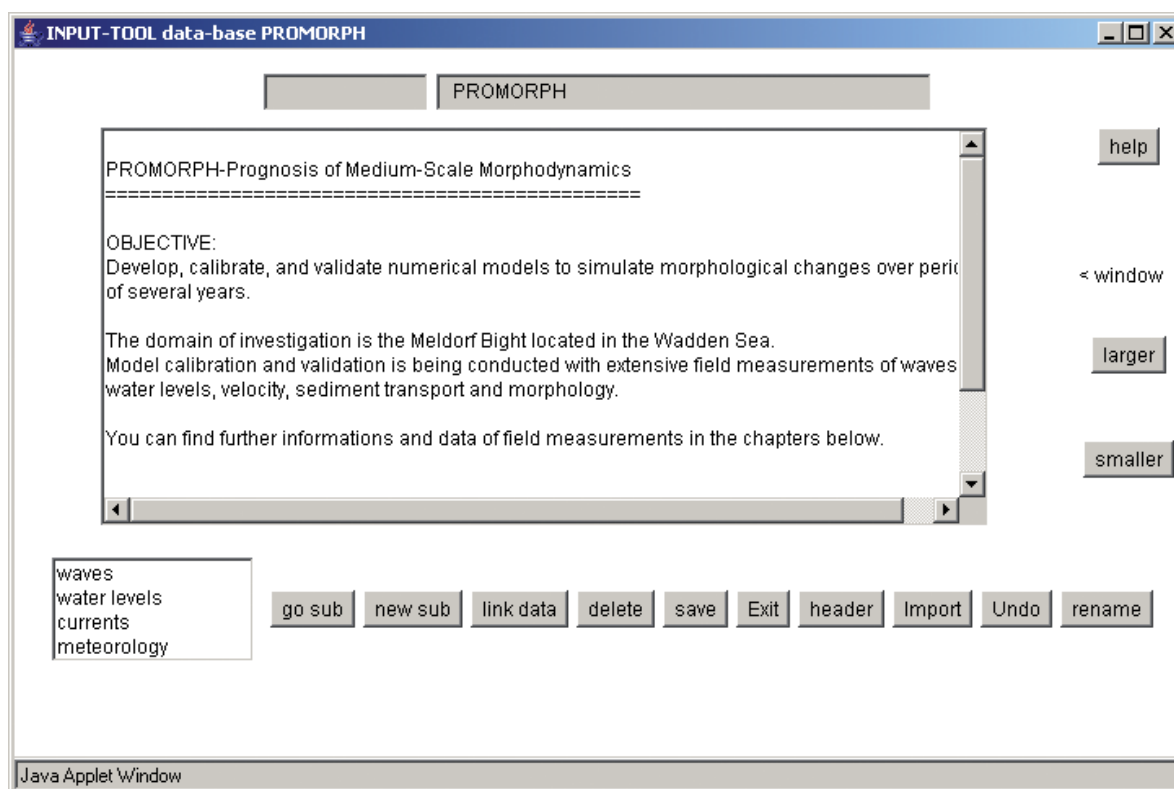 INPUT-TOOL data-base PROMORPH
PROMORPH
PROMORPH-Prognosis of Medium-Scale Morphodynamics
===============================================
OBJECTIVE:
Develop, calibrate, and validate numerical models to simulate morphological changes over
of several years.
The domain of investigation is the Meldorf Bight located in the Wadden Sea.
Model calibration and validation is being conducted with extensive field measurements of waves
water levels, velocity, sediment transport and morphology.
You can find further informations and data of field measurements in the chapters below.
help
< window
larger
smaller
waves
water levels
currents
meteorology
go sub new sub link data delete save Exit header Import Undo rename
Java Applet Window